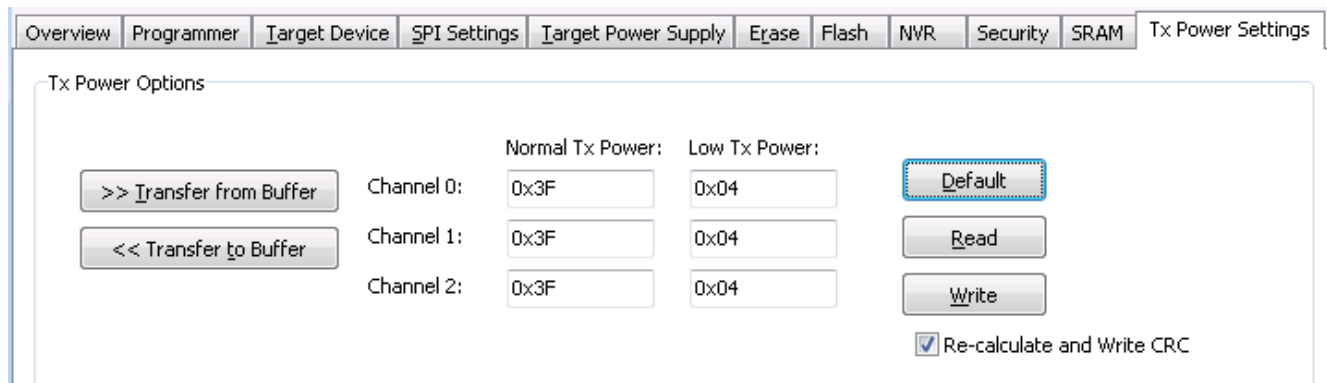 Overview Programmer Target Device SPI Settings Target Power Supply Erase Flash NVR Security SRAM Tx Power Settings
Tx Power Options
Normal Tx Power: Low Tx Power:
>> Transfer from Buffer Channel 0: 0x3F 0x04 Default
<< Transfer to Buffer Channel 1: 0x3F 0x04 Read
Channel 2: 0x3F 0x04 Write
Re-calculate and Write CRC